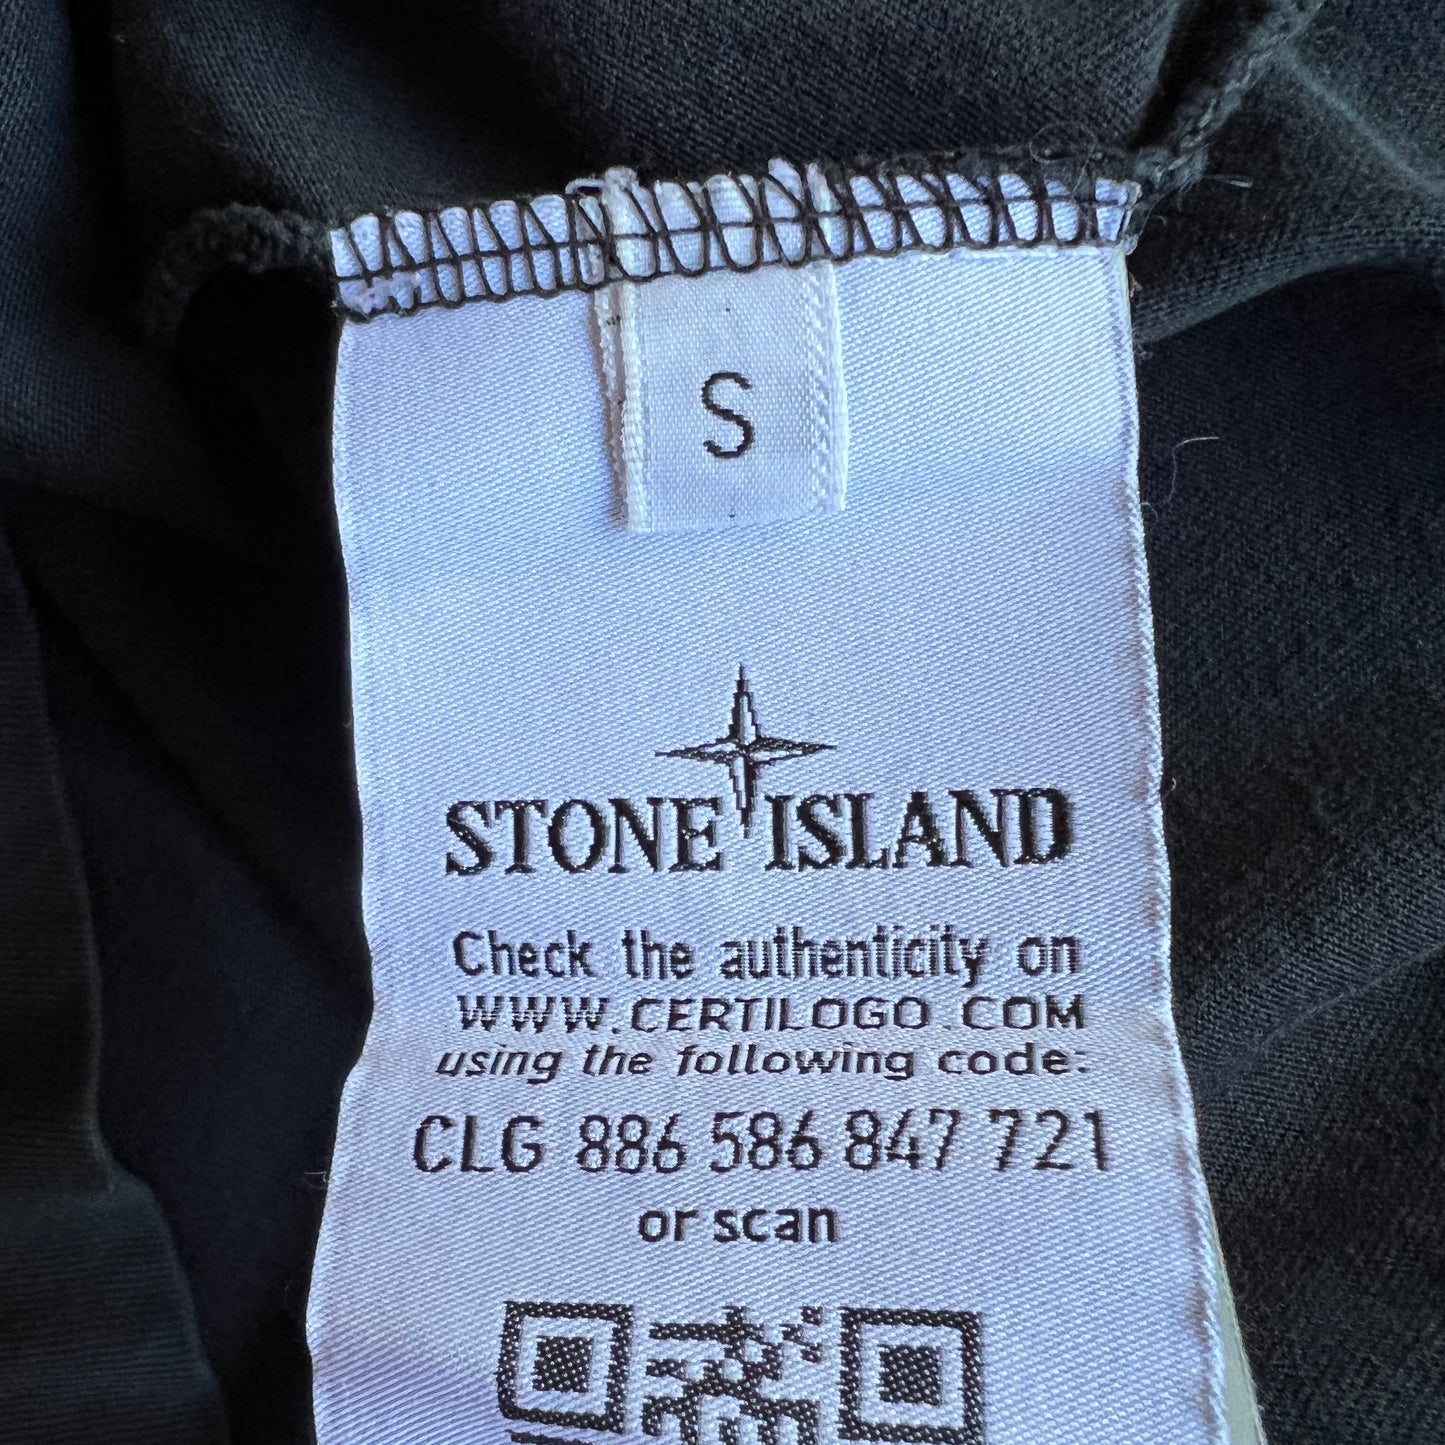 S
STONE ISLAND
Check the authenticity on
WWW.CERTILOGO.COM
using the following code:
CLG 886 586 847 721
or scan